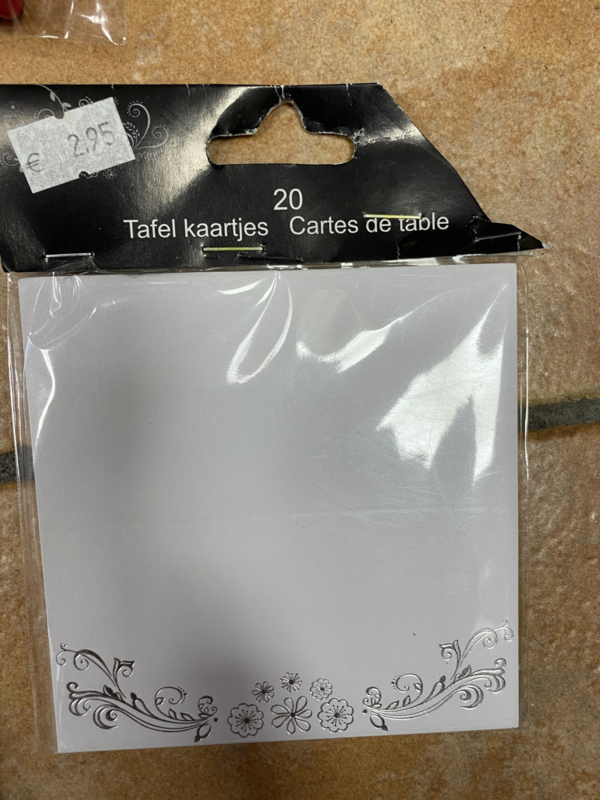 € 2,95
20
Tafel kaartjes Cartes de table